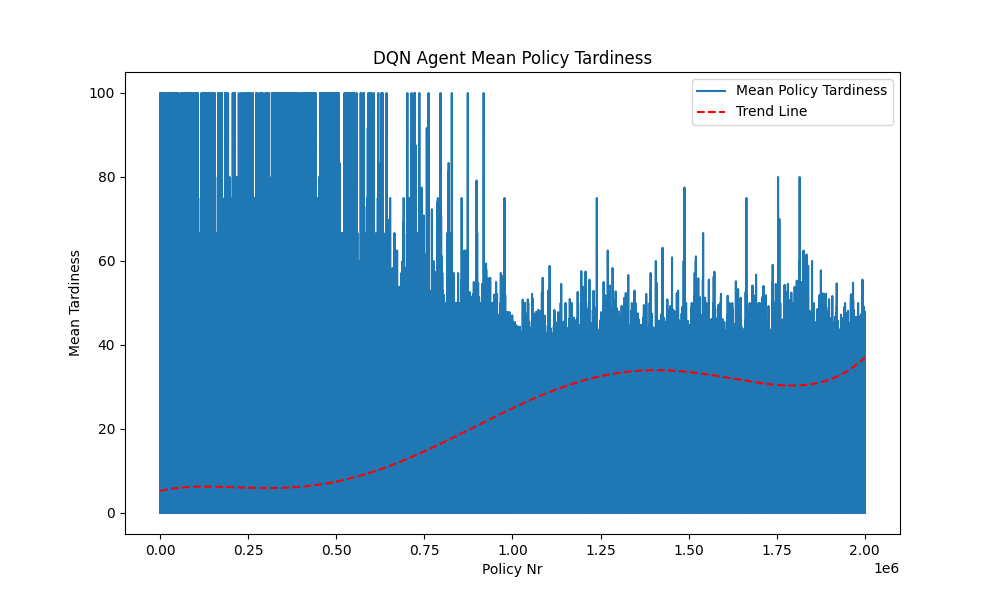 DQN Agent Mean Policy Tardiness
Mean Policy Tardiness
Trend Line
Mean Tardiness
100
80
60
40
20
0
0.00 0.25 0.50 0.75 1.00 1.25 1.50 1.75 2.00
1e6
Policy Nr